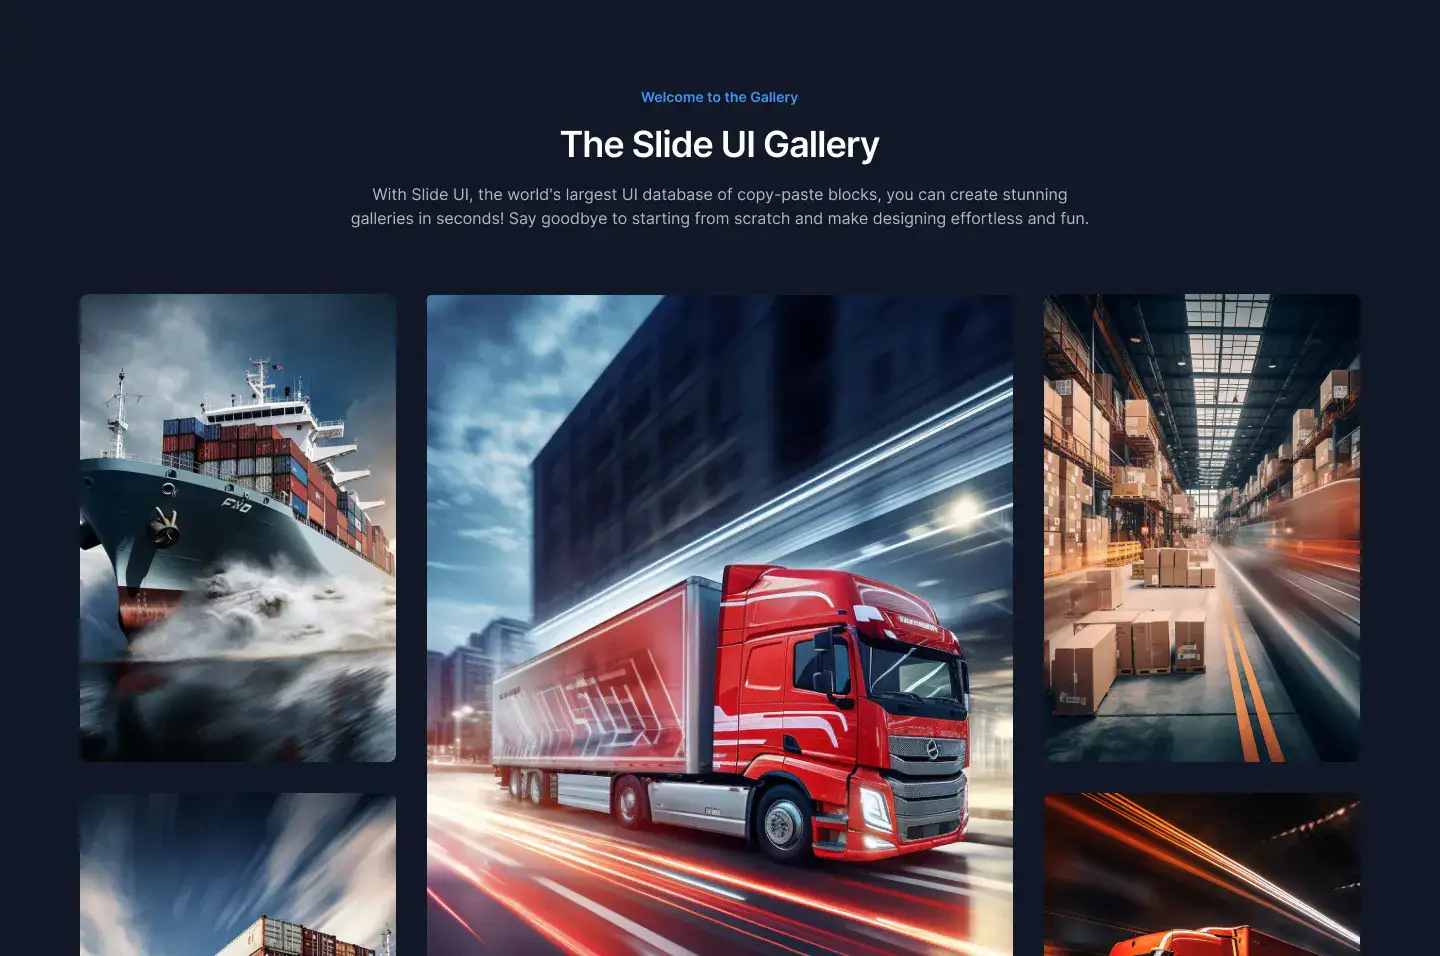 Welcome to the Gallery
The Slide UI Gallery
With Slide UI, the world's largest UI database of copy-paste blocks, you can create stunning
galleries in seconds! Say goodbye to starting from scratch and make designing effortless and fun.